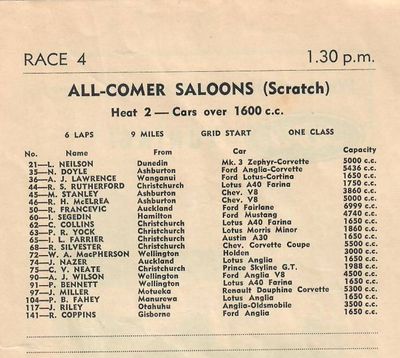 RACE 4 1.30 p.m.
ALL-COMER SALOONS (Scratch)
Heat 2 — Cars over 1600 c.c.
6 LAPS 9 MILES GRID START ONE CLASS
No. Name From Car Capacity
21—L. NEILSON Dunedin Mk. 3 Zephyr-Corvette 5000 c.c.
35—N. DOYLE Ashburton Ford Anglia-Corvette 5436 c.c.
36—A. J. LAWRENCE Wanganui Ford Lotus-Cortina 1650 c.c.
44—R. S. RUTHERFORD Christchurch Lotus A40 Farina 1750 c.c.
45—M. STANLEY Ashburton Chev. V8 3860 c.c.
46—R. H. McELREA Ashburton Chev. V8 5000 c.c.
50—R. FRANCEVIC Auckland Ford Fairlane 6999 c.c.
60—I. SEGEDIN Hamilton Ford Mustang 4740 c.c.
62—C. COLLINS Christchurch Lotus A40 Farina 1650 c.c.
63—P. R. YOCK Christchurch Lotus Morris Minor 1860 c.c.
65—I. L. FARRIER Christchurch Austin A30 1650 c.c.
68—R. SILVESTER Christchurch Chev. Corvette Coupe 5500 c.c.
72—W. A. MacPHERSON Wellington Holden 3000 c.c.
74—J. NAZER Auckland Lotus Anglia 1650 c.c.
75—C. V. NEATE Christchurch Prince Skyline G.T. 1988 c.c.
90—A. J. WILSON Wellington Ford Anglia V8 4500 c.c.
91—P. BENNETT Wellington Lotus A40 Farina 1650 c.c.
97—J. MILLER Motueka Renault Dauphine Corvette 5300 c.c.
104—P. B. FAHEY Manurewa Lotus Anglia 1650 c.c.
117—J. RILEY Otahuhu Anglia-Oldsmobile 3500 c.c.
141—R. COPPINS Gisborne Ford Anglia 1650 c.c.